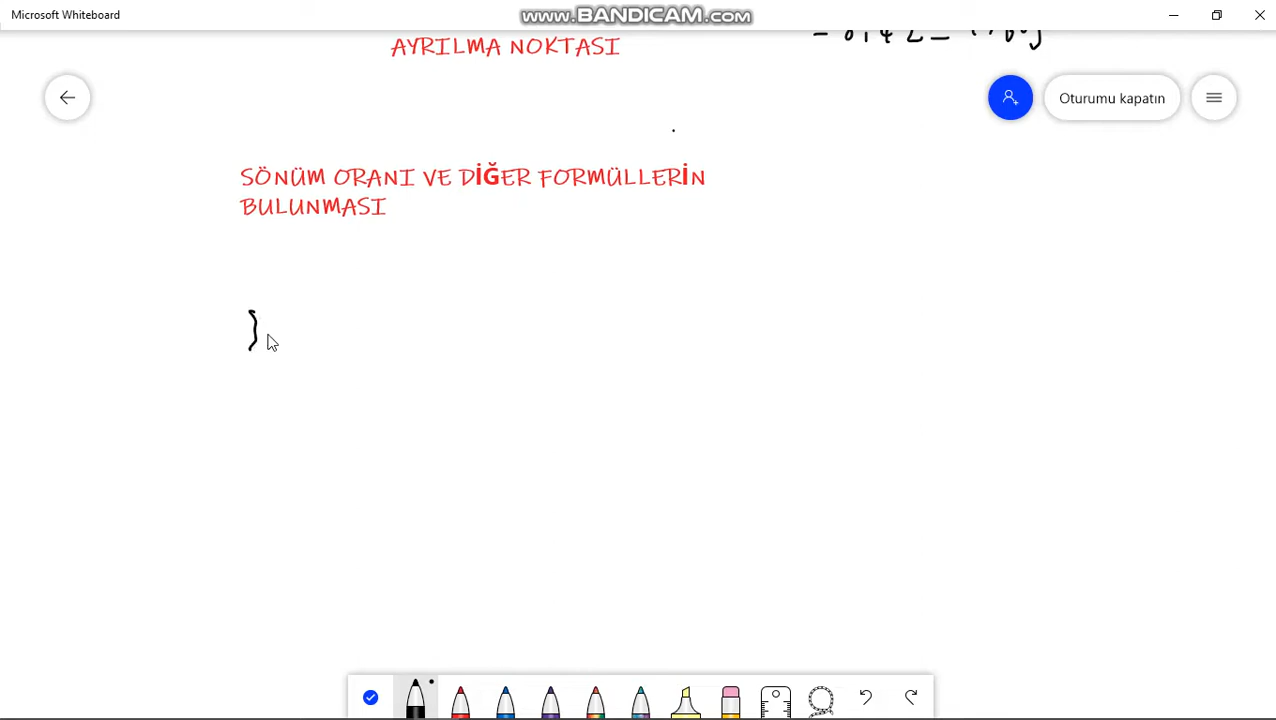 Microsoft Whiteboard
www.BANDICAM.com
AYRILMA NOKTASI
Oturumu kapatın
SÖNÜM ORANI VE DİĞER FORMÜLLERİN
BULUNMASI
}